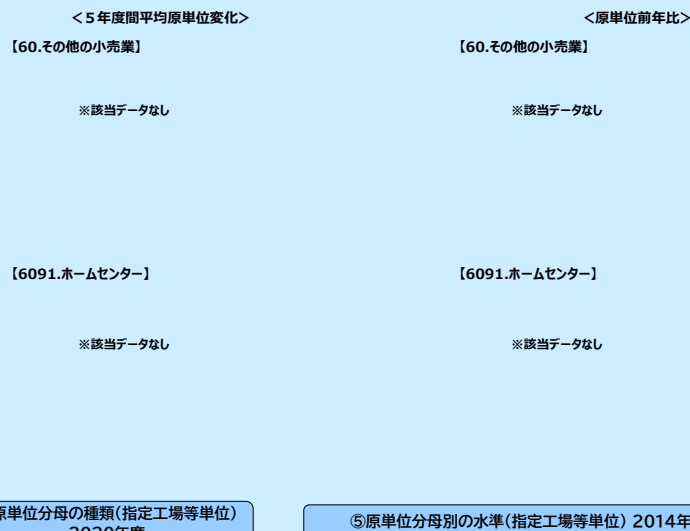 ＜５年度間平均原単位変化＞
＜原単位前年比＞
【60.その他の小売業】
【60.その他の小売業】
※該当データなし
※該当データなし
【6091.ホームセンター】
【6091.ホームセンター】
※該当データなし
※該当データなし
原単位分母の種類（指定工場等単位）
2020年度
⑤原単位分母別の水準（指定工場等単位） 2014年